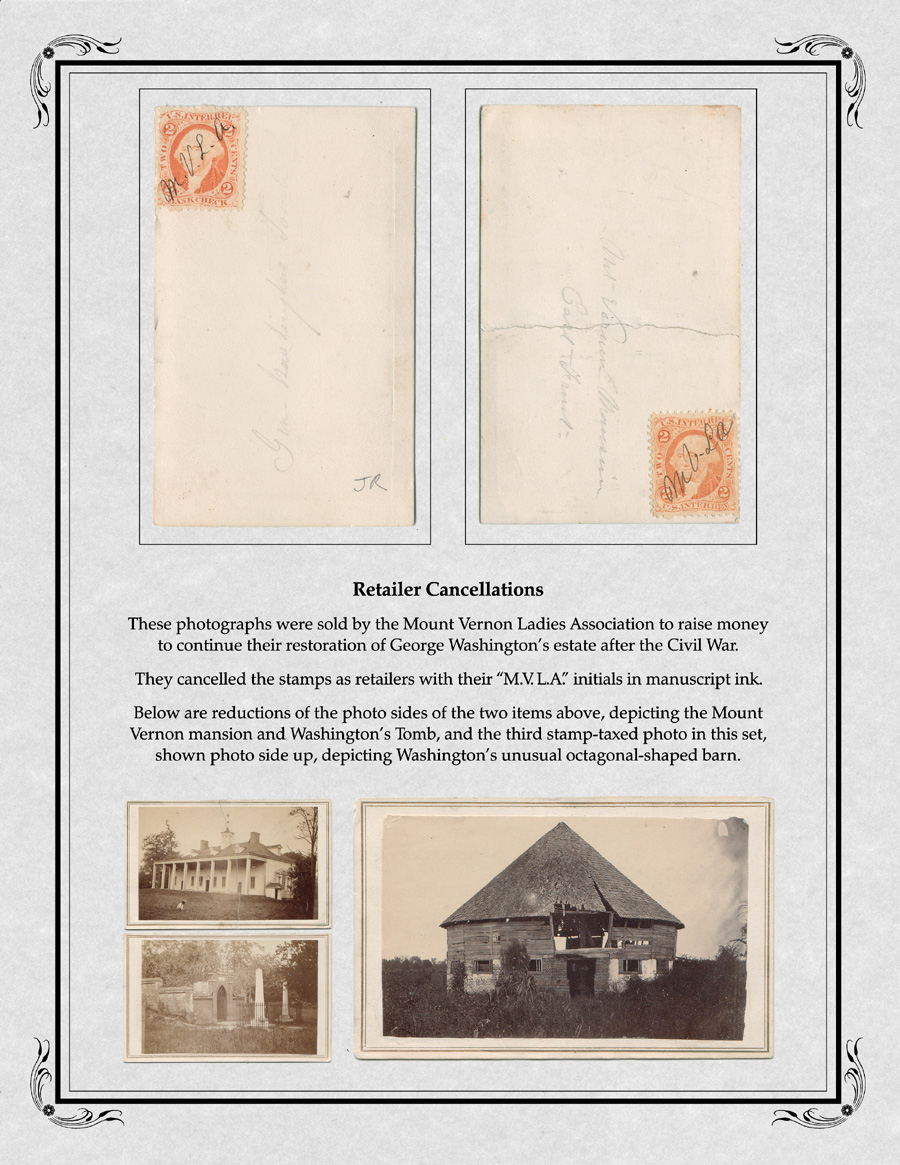 U.S. INTER. REV.
2 2
TWO CENTS
M.V.L.A.
2
BANK CHECK
Gen Washington's Tomb
JR
Mt Vernon Mansion
East Front
U.S. INTER. REV.
2 2
TWO CENTS
M.V.L.A
2 2
U.S. INTER. REV.
Retailer Cancellations
These photographs were sold by the Mount Vernon Ladies Association to raise money
to continue their restoration of George Washington’s estate after the Civil War.
They cancelled the stamps as retailers with their “M.V.L.A.” initials in manuscript ink.
Below are reductions of the photo sides of the two items above, depicting the Mount
Vernon mansion and Washington’s Tomb, and the third stamp-taxed photo in this set,
shown photo side up, depicting Washington’s unusual octagonal-shaped barn.